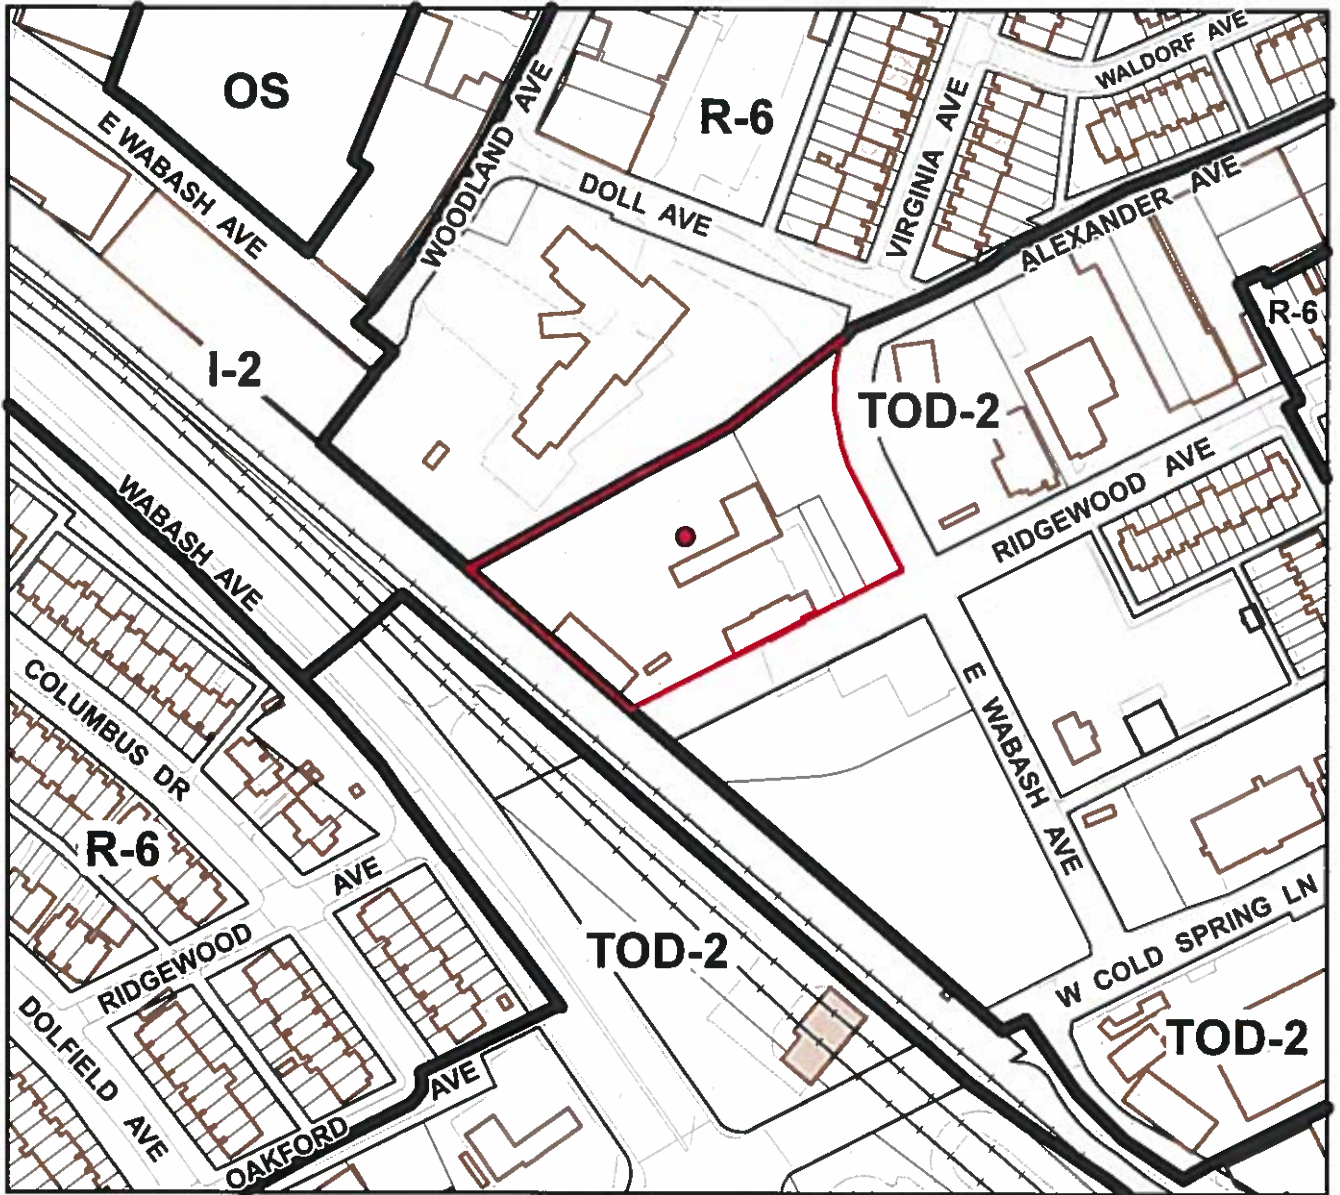 OS
E WABASH AVE
WOODLAND AVE
R-6
WALDORF AVE
VIRGINIA AVE
DOLL AVE
ALEXANDER AVE
R-6
I-2
TOD-2
WABASH AVE
RIDGEWOOD AVE
COLUMBUS DR
E WABASH AVE
R-6
RIDGEWOOD AVE
TOD-2
W COLD SPRING LN
DOLFIELD AVE
OAKFORD AVE
TOD-2